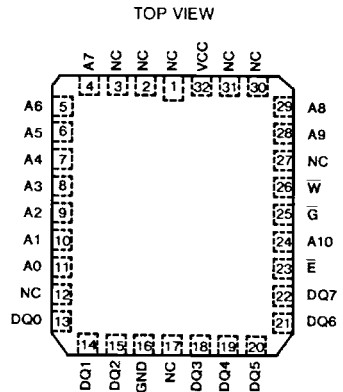 TOP VIEW
A7 NC NC NC VCC NC NC
4 3 2 1 32 31 30
A6 5 29 A8
A5 6 28 A9
A4 7 27 NC
A3 8 26 W̅
A2 9 25 G̅
A1 10 24 A10
A0 11 23 E̅
NC 12 22 DQ7
DQ0 13 21 DQ6
14 15 16 17 18 19 20
DQ1 DQ2 GND NC DQ3 DQ4 DQ5